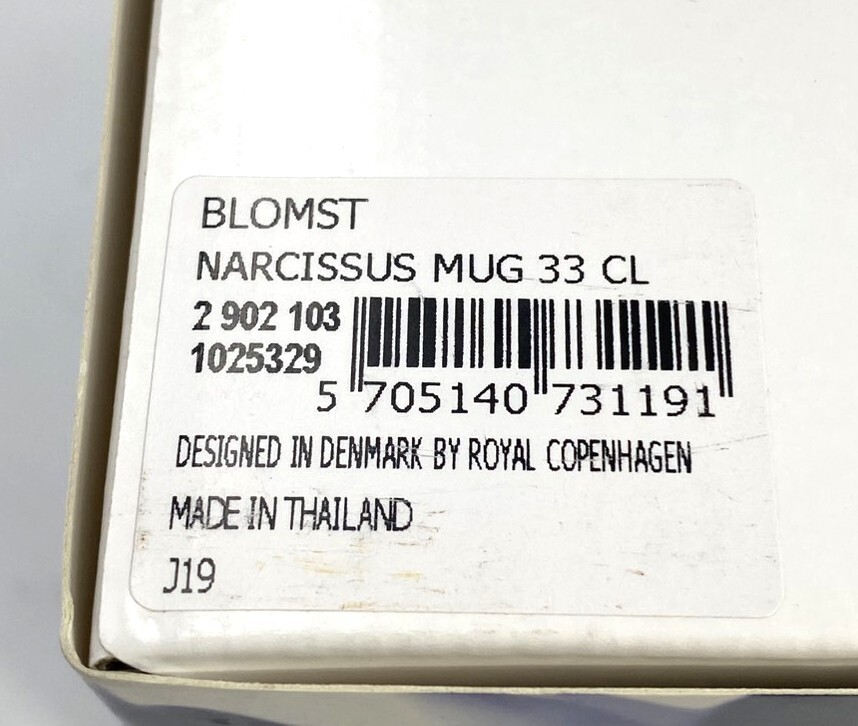 BLOMST
NARCISSUS MUG 33 CL
2 902 103
1025329
5 705140 731191
DESIGNED IN DENMARK BY ROYAL COPENHAGEN
MADE IN THAILAND
J19